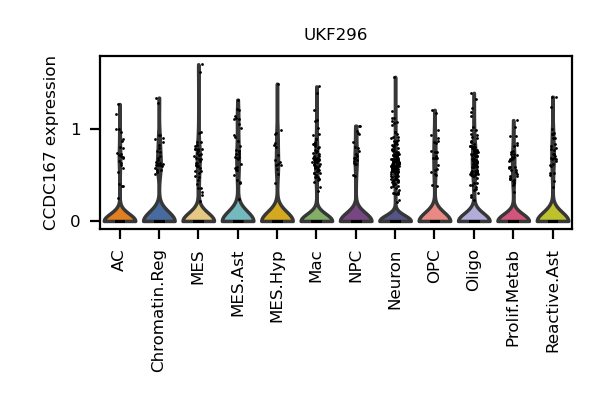 UKF296
CCDC167 expression
1
0
AC
Chromatin.Reg
MES
MES.Ast
MES.Hyp
Mac
NPC
Neuron
OPC
Oligo
Prolif.Metab
Reactive.Ast